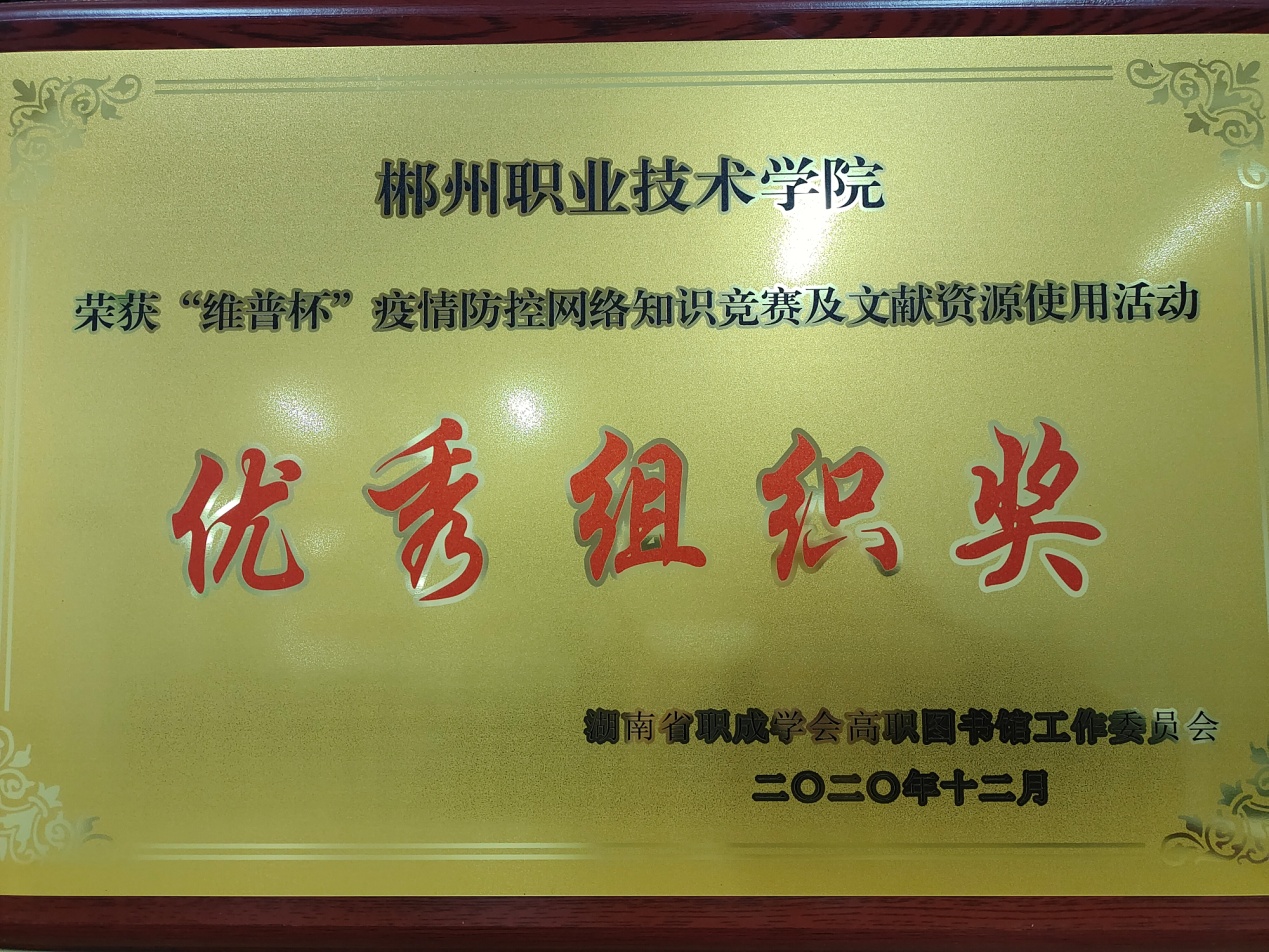 郴州职业技术学院
荣获“维普杯”疫情防控网络知识竞赛及文献资源使用活动
优秀组织奖
湖南省职成学会高职图书馆工作委员会
二〇二〇年十二月